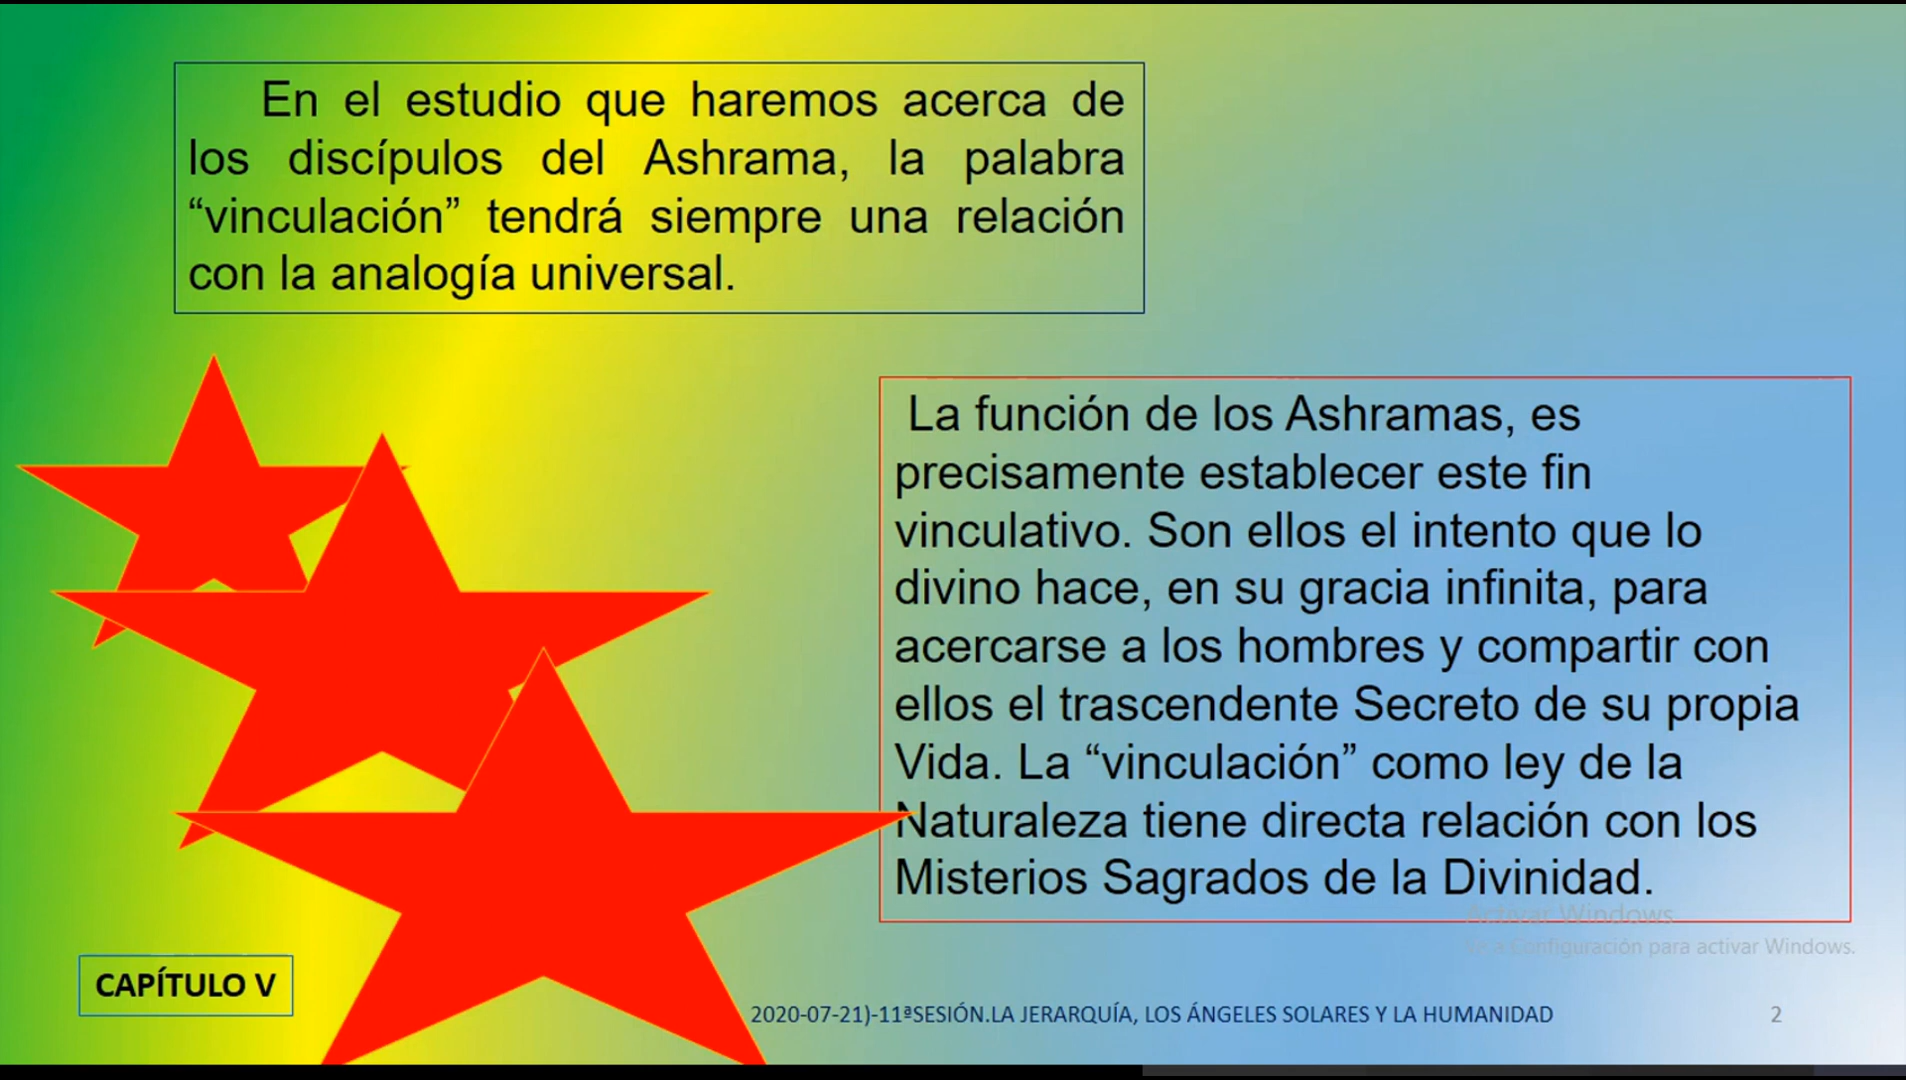 En el estudio que haremos acerca de
los discípulos del Ashrama, la palabra
“vinculación” tendrá siempre una relación
con la analogía universal.
La función de los Ashramas, es
precisamente establecer este fin
vinculativo. Son ellos el intento que lo
divino hace, en su gracia infinita, para
acercarse a los hombres y compartir con
ellos el trascendente Secreto de su propia
Vida. La “vinculación” como ley de la
Naturaleza tiene directa relación con los
Misterios Sagrados de la Divinidad.
Activar Windows
Ve a Configuración para activar Windows.
CAPÍTULO V
2020-07-21)-11ªSESIÓN.LA JERARQUÍA, LOS ÁNGELES SOLARES Y LA HUMANIDAD
2